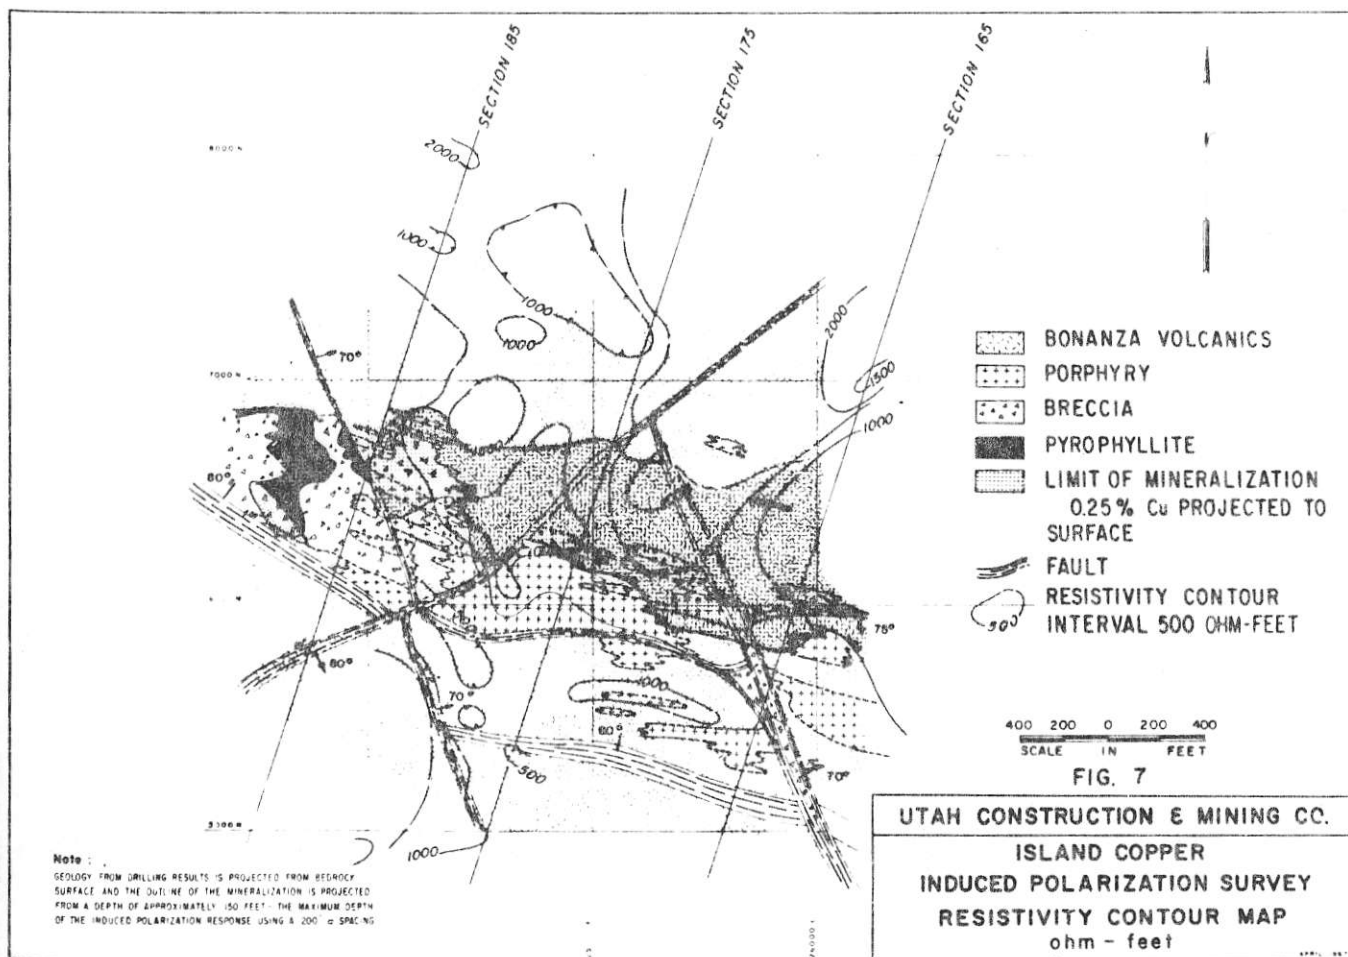 SECTION 185
SECTION 175
SECTION 165
2000
1000
1000
1000
2000
1500
1000
70°
7000 N
80°
60°
70°
1000
60°
500
1000
70°
75°
BONANZA VOLCANICS
PORPHYRY
BRECCIA
PYROPHYLLITE
LIMIT OF MINERALIZATION
0.25% Cu PROJECTED TO
SURFACE
FAULT
500
RESISTIVITY CONTOUR
INTERVAL 500 OHM-FEET
400 200 0 200 400
SCALE IN FEET
FIG. 7
UTAH CONSTRUCTION & MINING CO.
ISLAND COPPER
INDUCED POLARIZATION SURVEY
RESISTIVITY CONTOUR MAP
ohm - feet
Note :
GEOLOGY FROM DRILLING RESULTS IS PROJECTED FROM BEDROCK
SURFACE AND THE OUTLINE OF THE MINERALIZATION IS PROJECTED
FROM A DEPTH OF APPROXIMATELY 150 FEET - THE MAXIMUM DEPTH
OF THE INDUCED POLARIZATION RESPONSE USING A 200' a SPACING